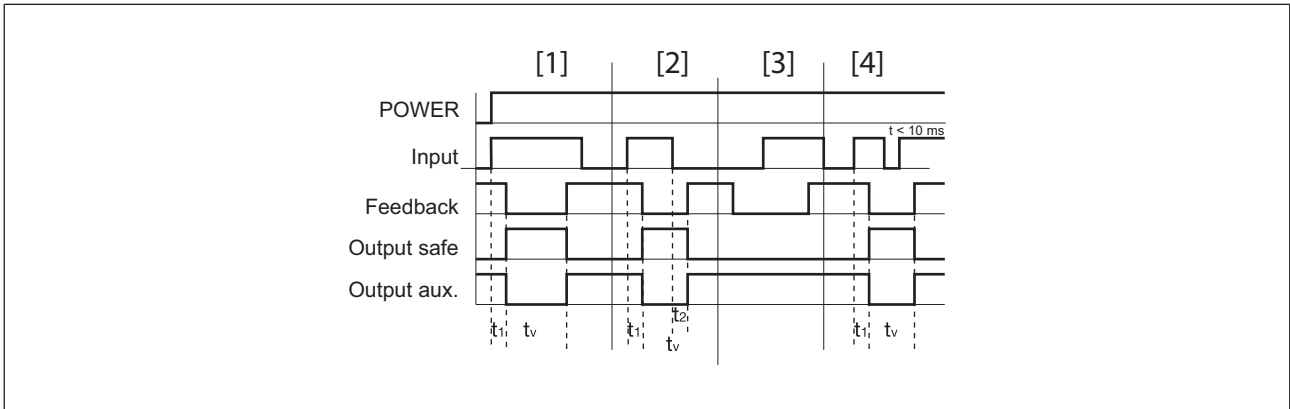 [1] [2] [3] [4]
POWER
t < 10 ms
Input
Feedback
Output safe
Output aux.
t2
t1 tv t1 t1 tv
tv